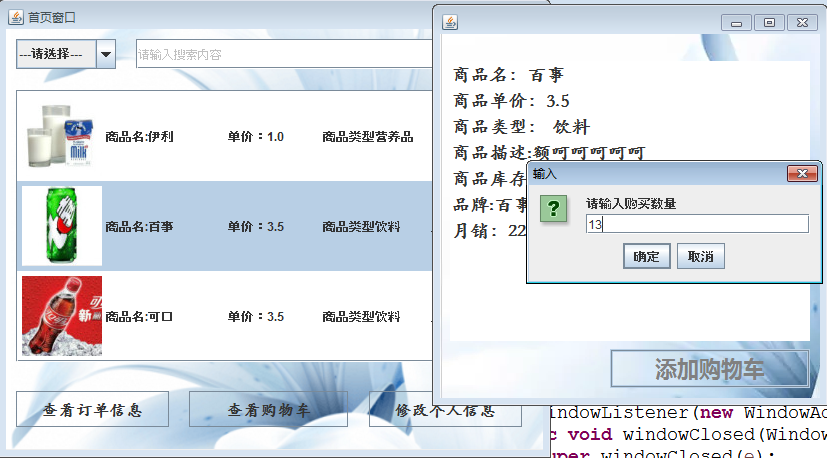 首页窗口
---请选择---
请输入搜索内容
商品名:伊利 单价：1.0 商品类型营养品
商品名:百事 单价：3.5 商品类型饮料
商品名:可口 单价：3.5 商品类型饮料
查看订单信息 查看购物车 修改个人信息
商品名: 百事
商品单价: 3.5
商品类型: 饮料
商品描述:额呵呵呵呵呵
商品库存
品牌:百事
月销: 22
输入
请输入购买数量
13
确定 取消
添加购物车
indowListener(new WindowAd
c void windowClosed(Window
uper windowClosed(e);